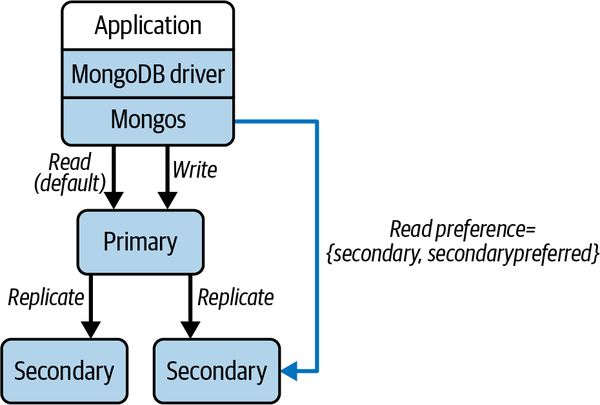 Application
MongoDB driver
Mongos
Read
(default)
Write
Read preference=
{secondary, secondarypreferred}
Primary
Replicate
Replicate
Secondary
Secondary